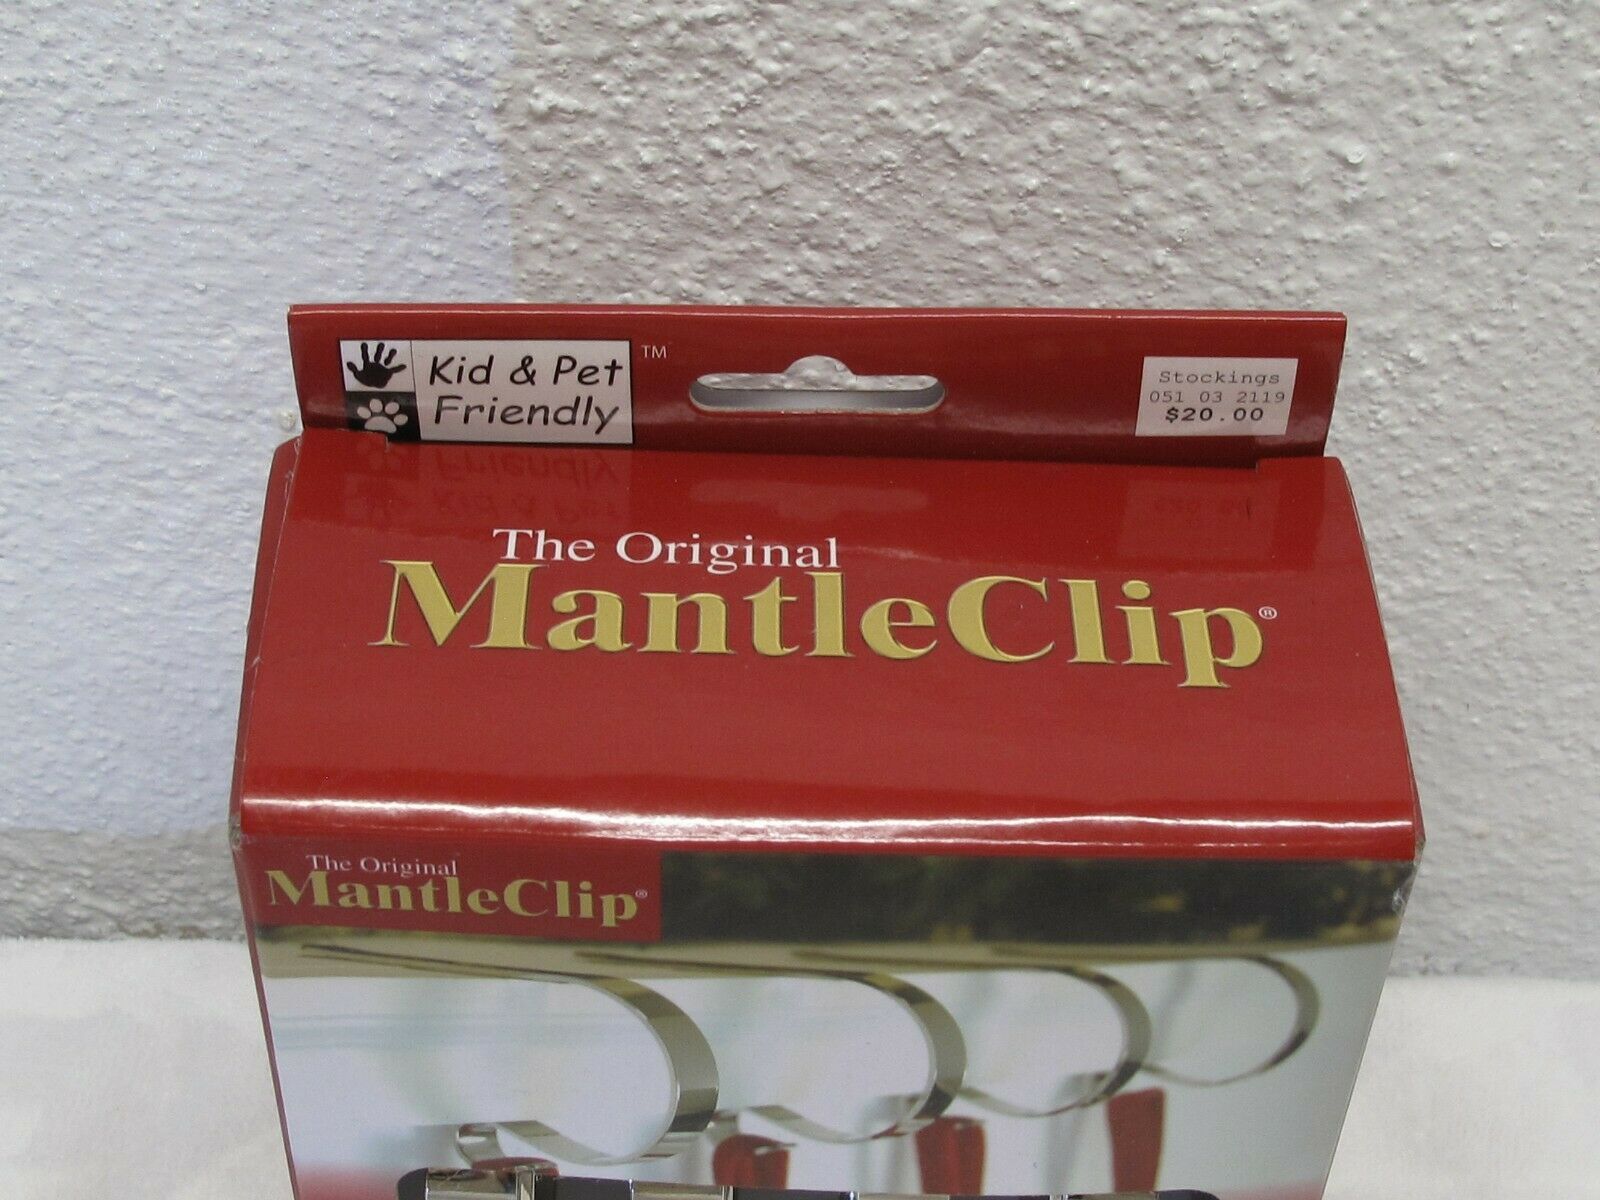 Kid & Pet
Friendly
TM
Stockings
051 03 2119
$20.00
The Original
MantleClip®
The Original
MantleClip®